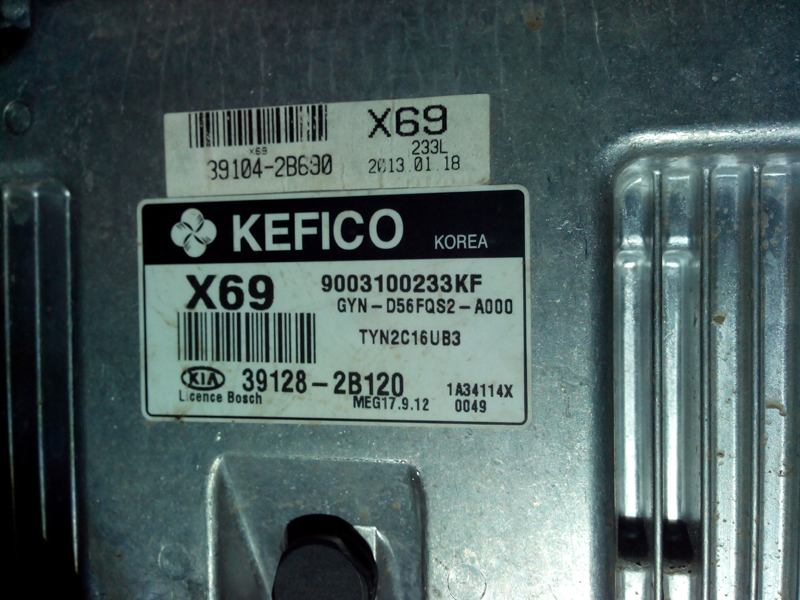 X69
X69
233L
39104-2B690
2013.01.18
KEFICO KOREA
X69
9003100233KF
GYN-D56FQS2-A000
TYN2C16UB3
KIA 39128-2B120
1A34114X
Licence Bosch
MEG17.9.12
0049